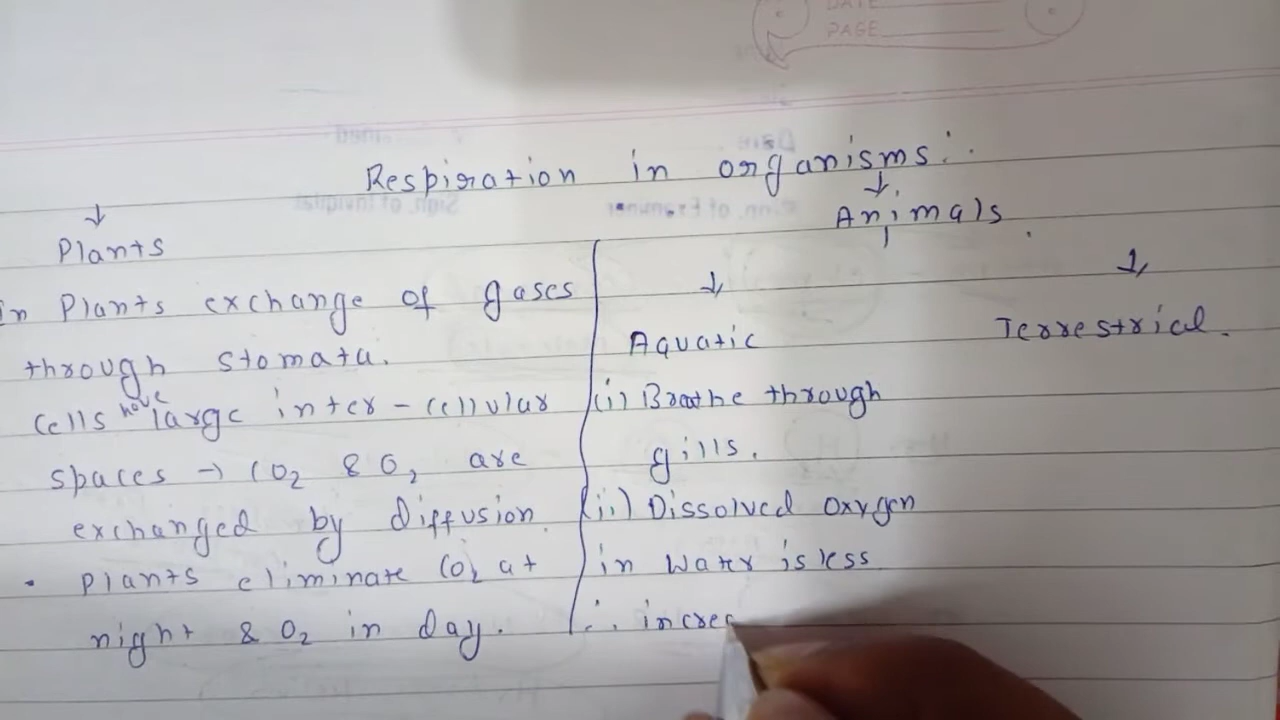 DATE
PAGE
Respiration in organisms:.
Plants
Animals
in Plants exchange of gases
through stomata.
cells have large inter - cellular
spaces → CO2 & O2 are
exchanged by diffusion.
• Plants eliminate CO2 at
night & O2 in day.
Aquatic
(i) Breathe through
gills.
(ii) Dissolved oxygen
in water is less
∴ increa
Terrestrial.